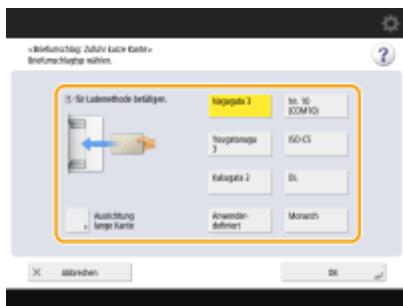 <Briefumschlag: Zufuhr kurze Kante>
Briefumschlagtyp wählen.
?
① für Lademethode betätigen.
Nagagata 3
Nr. 10
(COM10)
Yougatanaga
3
ISO-C5
Kakugata 2
DL
Ausrichtung
lange Kante
Anwender-
definiert
Monarch
Abbrechen
OK